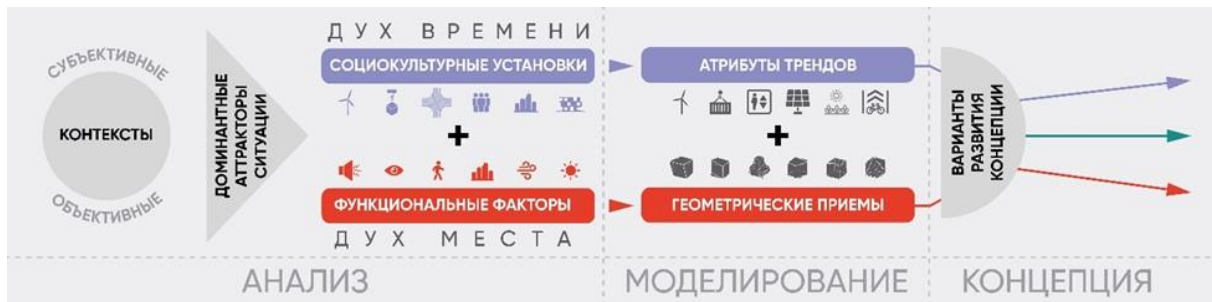 СУБЪЕКТИВНЫЕ
КОНТЕКСТЫ
ОБЪЕКТИВНЫЕ
ДОМИНАНТНЫЕ
АТТРАКТОРЫ
СИТУАЦИИ
ДУХ ВРЕМЕНИ
СОЦИОКУЛЬТУРНЫЕ УСТАНОВКИ
+
ФУНКЦИОНАЛЬНЫЕ ФАКТОРЫ
ДУХ МЕСТА
АТРИБУТЫ ТРЕНДОВ
+
ГЕОМЕТРИЧЕСКИЕ ПРИЕМЫ
ВАРИАНТЫ
РАЗВИТИЯ
КОНЦЕПЦИИ
АНАЛИЗ
МОДЕЛИРОВАНИЕ
КОНЦЕПЦИЯ